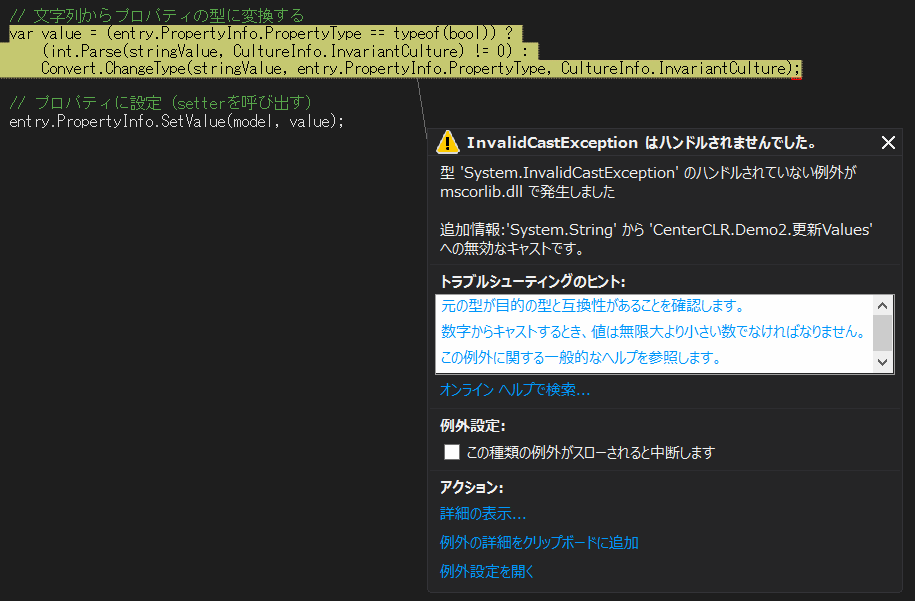 // 文字列からプロパティの型に変換する
var value = (entry.PropertyInfo.PropertyType == typeof(bool)) ?
(int.Parse(stringValue, CultureInfo.InvariantCulture) != 0) :
Convert.ChangeType(stringValue, entry.PropertyInfo.PropertyType, CultureInfo.InvariantCulture);
// プロパティに設定（setterを呼び出す）
entry.PropertyInfo.SetValue(model, value);
InvalidCastException はハンドルされませんでした。
型 'System.InvalidCastException' のハンドルされていない例外が
mscorlib.dll で発生しました
追加情報:'System.String' から 'CenterCLR.Demo2.更新Values'
への無効なキャストです。
トラブルシューティングのヒント:
元の型が目的の型と互換性があることを確認します。
数字からキャストするとき、値は無限大より小さい数でなければなりません。
この例外に関する一般的なヘルプを参照します。
オンライン ヘルプで検索...
例外設定:
この種類の例外がスローされると中断します
アクション:
詳細の表示...
例外の詳細をクリップボードに追加
例外設定を開く